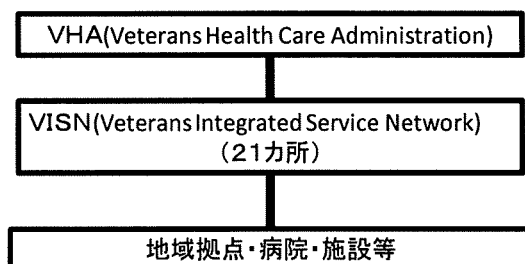 VHA(Veterans Health Care Administration)
VISN(Veterans Integrated Service Network)
(21カ所)
地域拠点・病院・施設等